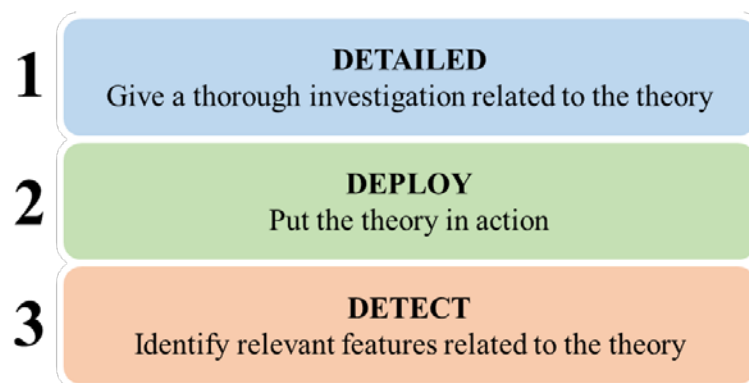 1
DETAILED
Give a thorough investigation related to the theory
2
DEPLOY
Put the theory in action
3
DETECT
Identify relevant features related to the theory